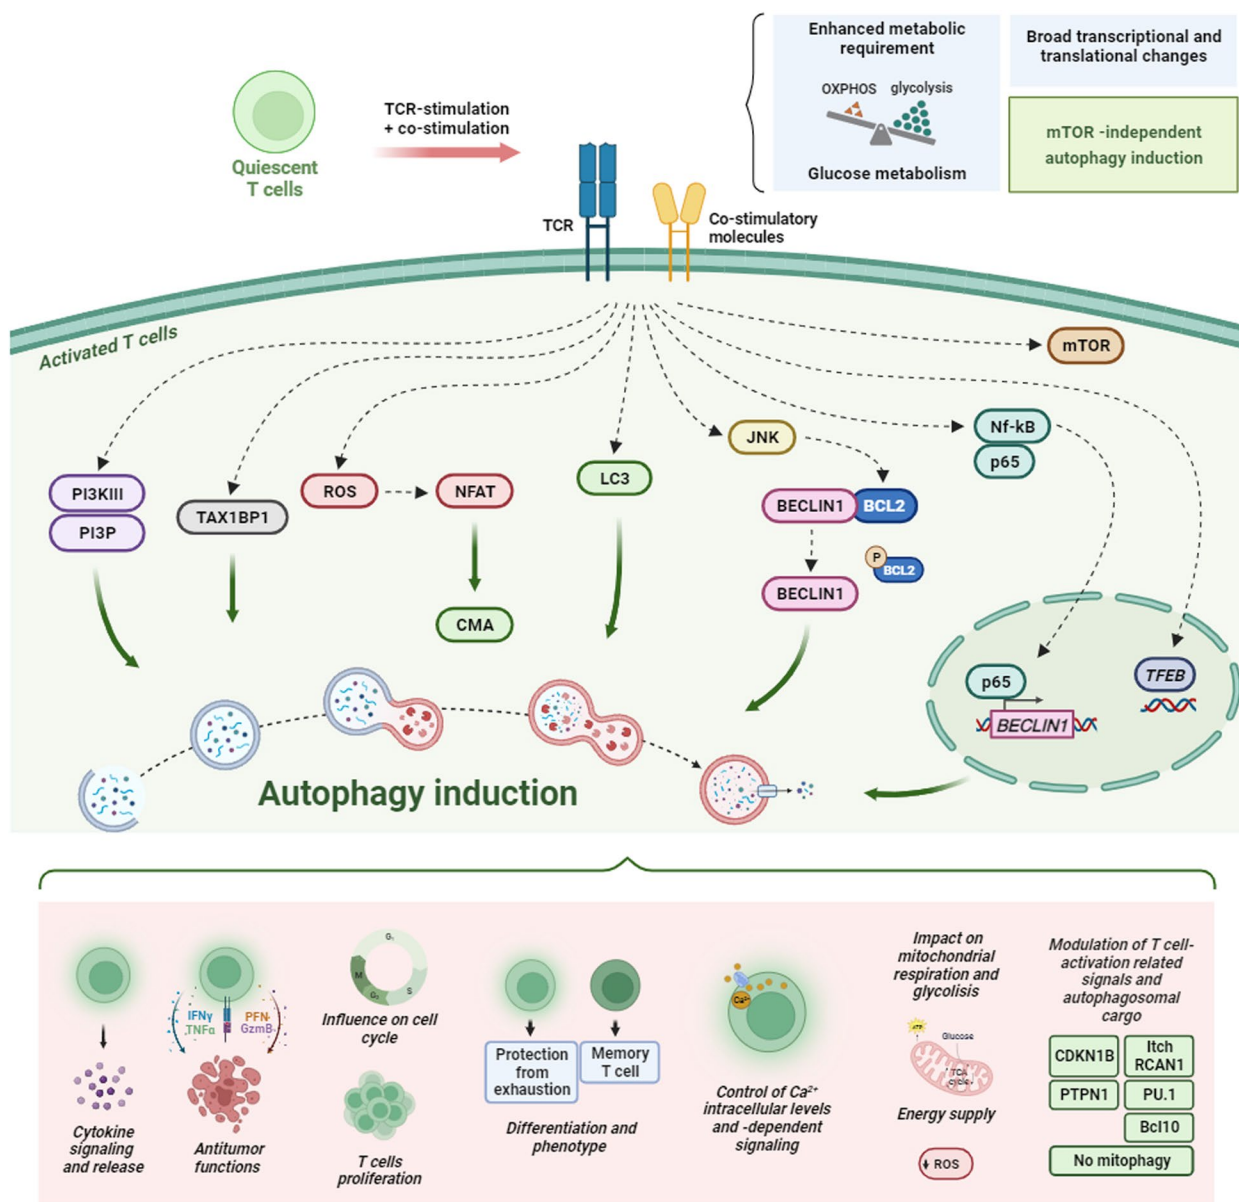 Enhanced metabolic
requirement
OXPHOS
glycolysis
Glucose metabolism
Broad transcriptional and
translational changes
mTOR -independent
autophagy induction
Quiescent
T cells
TCR-stimulation
+ co-stimulation
TCR
Co-stimulatory
molecules
Activated T cells
mTOR
PI3KIII
PI3P
TAX1BP1
ROS
NFAT
CMA
LC3
JNK
BECLIN1
BCL2
P
BCL2
BECLIN1
Nf-kB
p65
p65
BECLIN1
TFEB
Autophagy induction
Cytokine
signaling
and release
IFNγ
TNFα
PFN
GzmB
Antitumor
functions
G₁
S
G₂
M
Influence on cell
cycle
T cells
proliferation
Protection
from
exhaustion
Memory
T cell
Differentiation and
phenotype
Ca²⁺
Control of Ca²⁺
intracellular levels
and -dependent
signaling
Impact on
mitochondrial
respiration and
glycolisis
ATP
Glucose
TCA
cycle
Energy supply
ROS
Modulation of T cell-
activation related
signals and
autophagosomal
cargo
CDKN1B
Itch
RCAN1
PTPN1
PU.1
Bcl10
No mitophagy